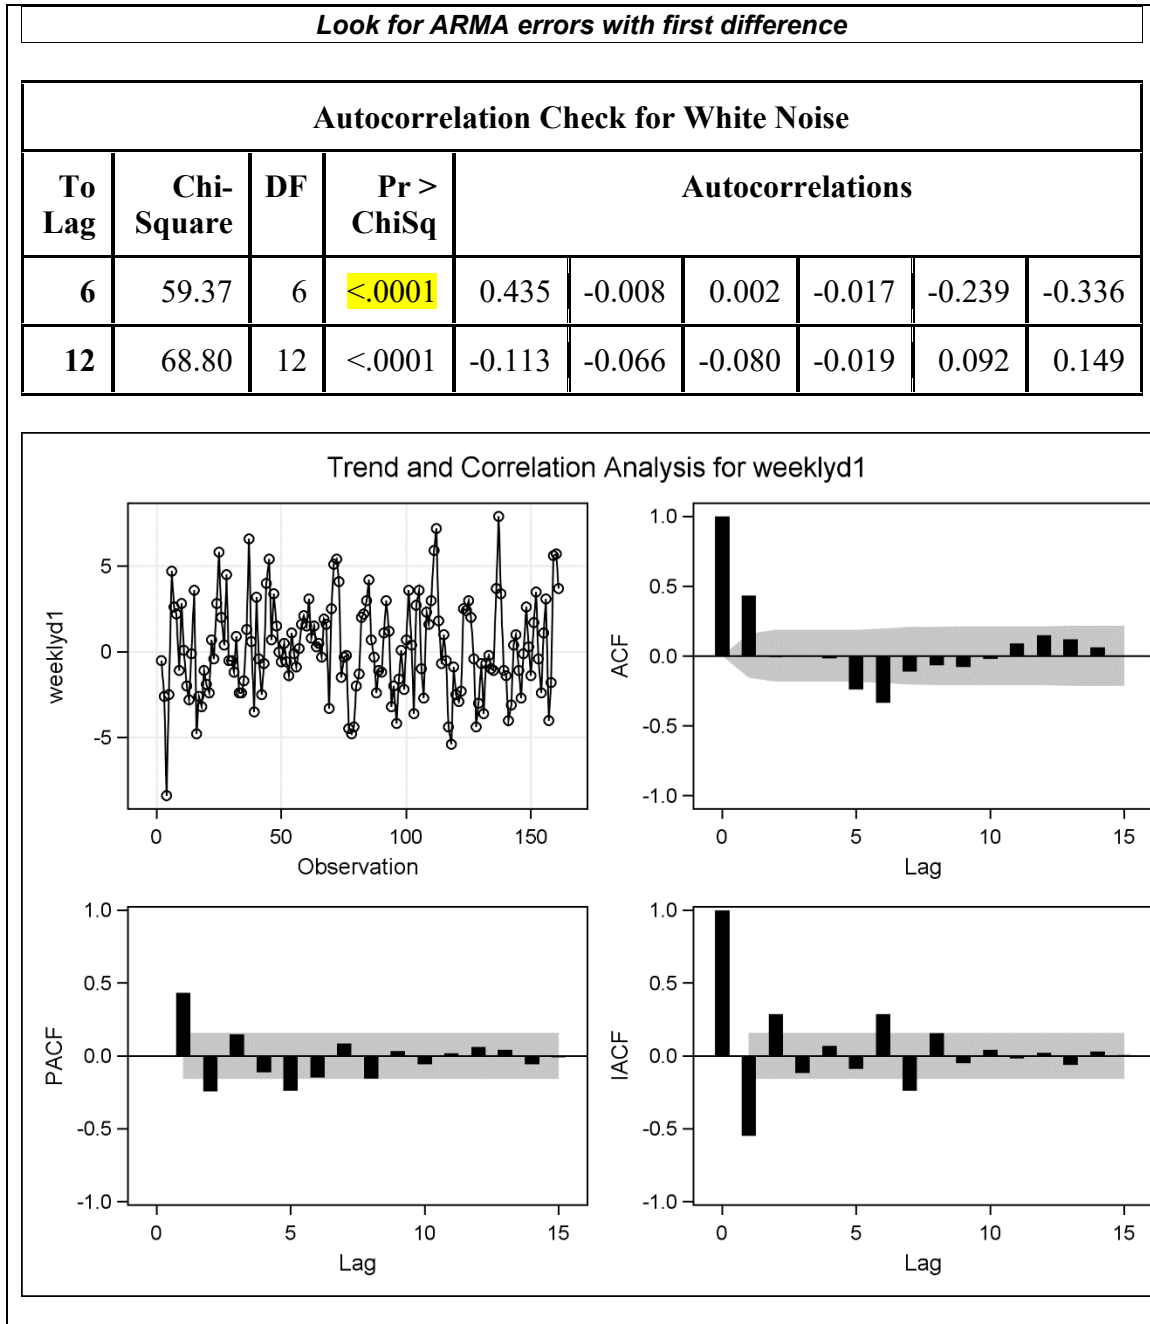 Look for ARMA errors with first difference
Autocorrelation Check for White Noise
To Lag Chi-Square DF Pr > ChiSq Autocorrelations
6 59.37 6 <.0001 0.435 -0.008 0.002 -0.017 -0.239 -0.336
12 68.80 12 <.0001 -0.113 -0.066 -0.080 -0.019 0.092 0.149
Trend and Correlation Analysis for weeklyd1
weeklyd1
5
0
-5
0 50 100 150
Observation
ACF
1.0
0.5
0.0
-0.5
-1.0
0 5 10 15
Lag
PACF
1.0
0.5
0.0
-0.5
-1.0
0 5 10 15
Lag
IACF
1.0
0.5
0.0
-0.5
-1.0
0 5 10 15
Lag